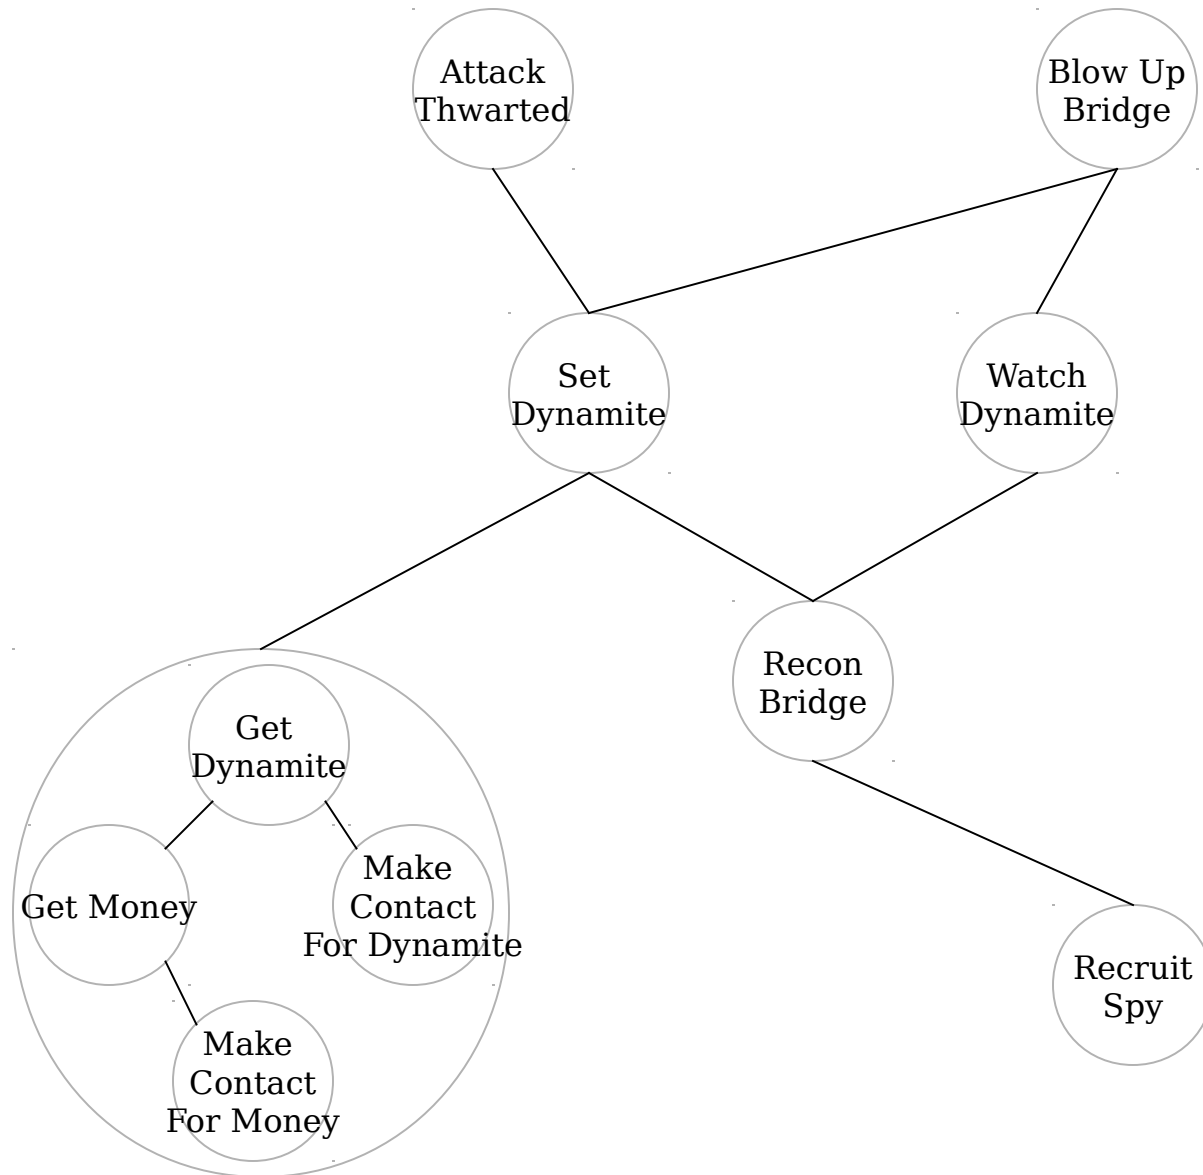 Attack
Thwarted
Blow Up
Bridge
Set
Dynamite
Watch
Dynamite
Recon
Bridge
Get
Dynamite
Get Money
Make
Contact
For Dynamite
Recruit
Spy
Make
Contact
For Money